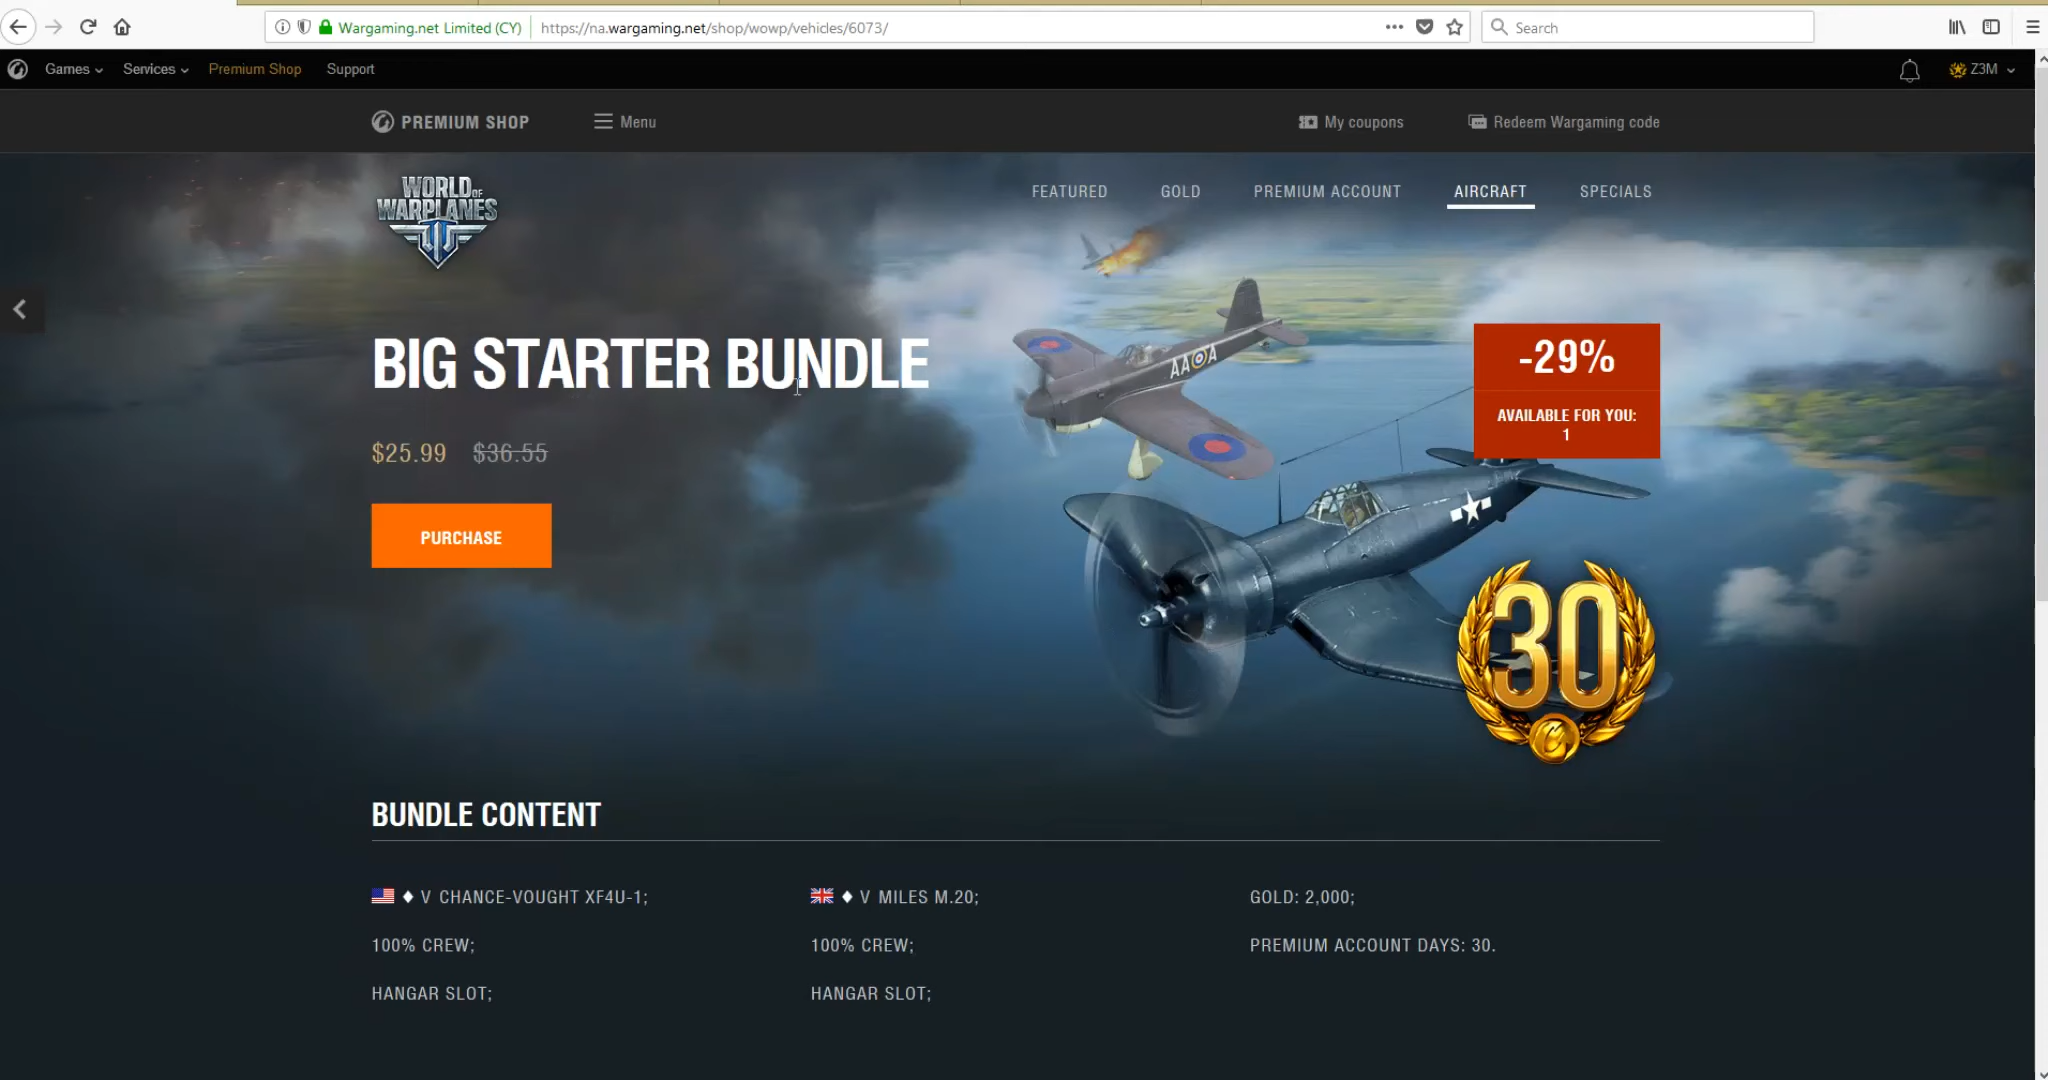 Wargaming.net Limited (CY)
https://na.wargaming.net/shop/wowp/vehicles/6073/
Search
Games
Services
Premium Shop
Support
Z3M
PREMIUM SHOP
Menu
My coupons
Redeem Wargaming code
WORLD OF
WARPLANES
FEATURED
GOLD
PREMIUM ACCOUNT
AIRCRAFT
SPECIALS
BIG STARTER BUNDLE
-29%
AVAILABLE FOR YOU:
1
$25.99 $36.55
PURCHASE
AA A
30
BUNDLE CONTENT
V CHANCE-VOUGHT XF4U-1;
100% CREW;
HANGAR SLOT;
V MILES M.20;
100% CREW;
HANGAR SLOT;
GOLD: 2,000;
PREMIUM ACCOUNT DAYS: 30.